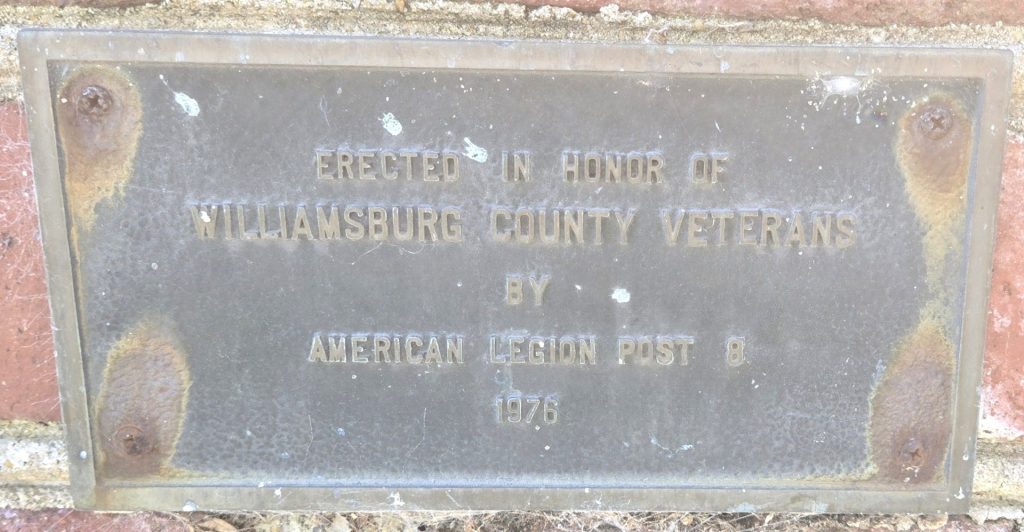 ERECTED IN HONOR OF
WILLIAMSBURG COUNTY VETERANS
BY
AMERICAN LEGION POST 8
1976